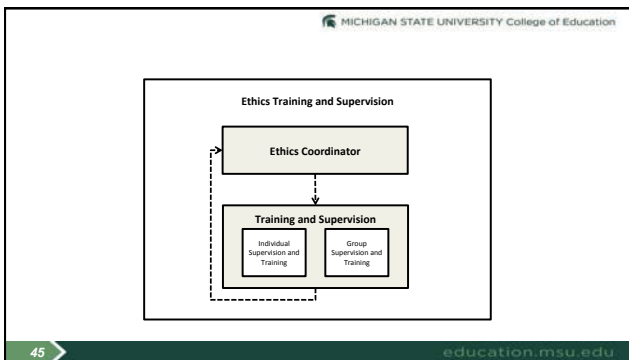 MICHIGAN STATE UNIVERSITY College of Education
Ethics Training and Supervision
Ethics Coordinator
Training and Supervision
Individual
Supervision and
Training
Group
Supervision and
Training
45
education.msu.edu